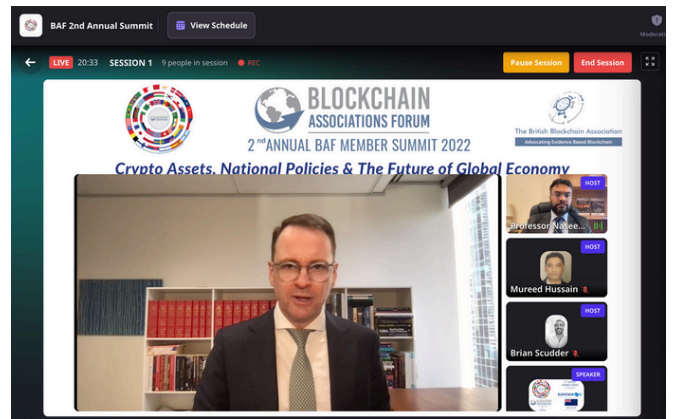 BAF 2nd Annual Summit
View Schedule
Moderati
LIVE 20:33 SESSION 1 9 people in session REC
Pause Session
End Session
BLOCKCHAIN
ASSOCIATIONS FORUM
2nd ANNUAL BAF MEMBER SUMMIT 2022
The British Blockchain Association
Advocating Evidence Based Blockchain
Crypto Assets, National Policies & The Future of Global Economy
HOST
Professor Nasee...
HOST
Mureed Hussain
HOST
Brian Scudder
SPEAKER